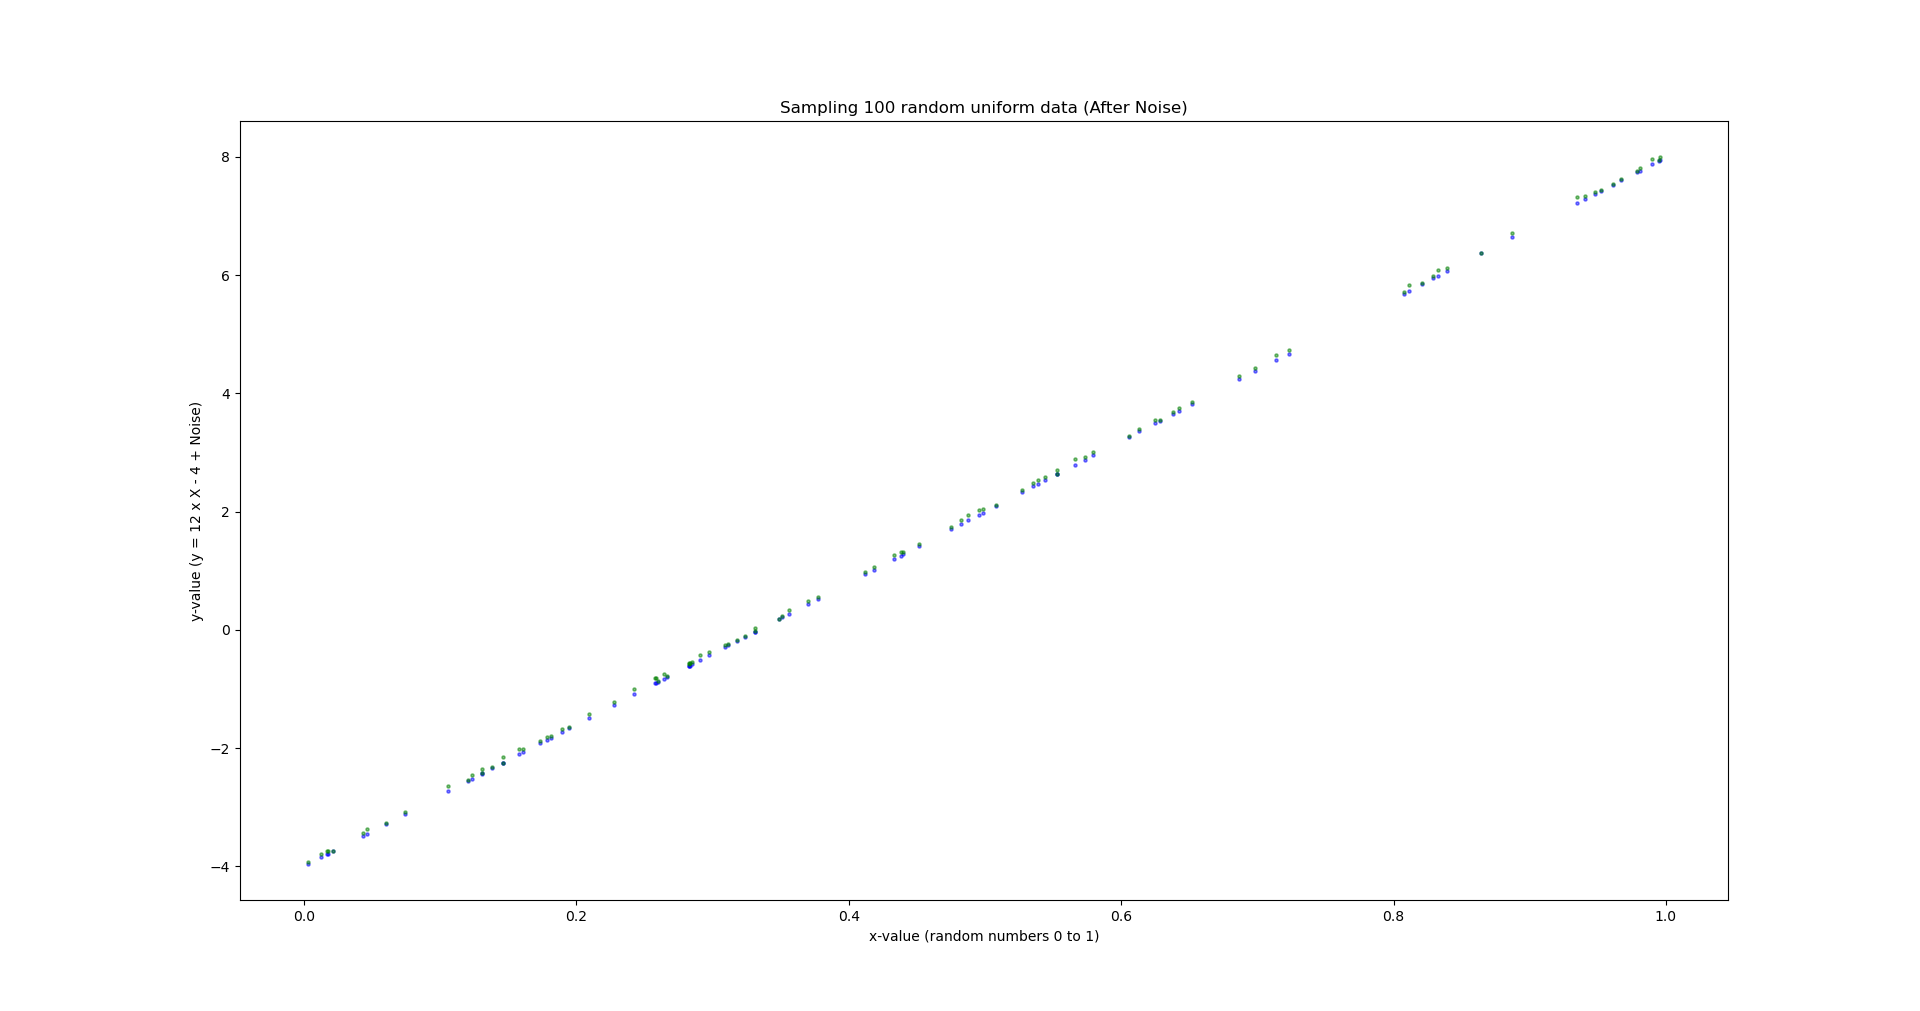 Sampling 100 random uniform data (After Noise)
8
6
4
2
0
−2
−4
y-value (y = 12 x X - 4 + Noise)
0.0 0.2 0.4 0.6 0.8 1.0
x-value (random numbers 0 to 1)